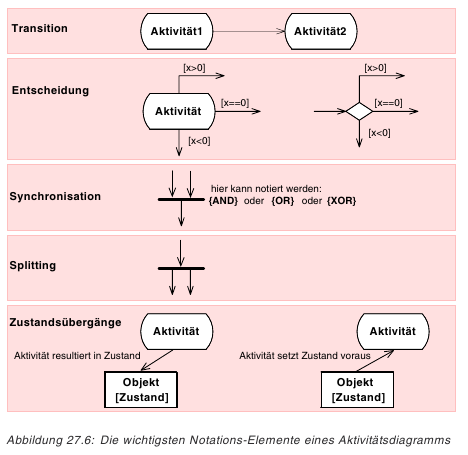 Transition
Aktivität1
Aktivität2
Entscheidung
[x>0]
Aktivität
[x==0]
[x<0]
[x>0]
[x==0]
[x<0]
Synchronisation
hier kann notiert werden:
{AND} oder {OR} oder {XOR}
Splitting
Zustandsübergänge
Aktivität
Aktivität resultiert in Zustand
Objekt
[Zustand]
Aktivität
Aktivität setzt Zustand voraus
Objekt
[Zustand]
Abbildung 27.6: Die wichtigsten Notations-Elemente eines Aktivitätsdiagramms